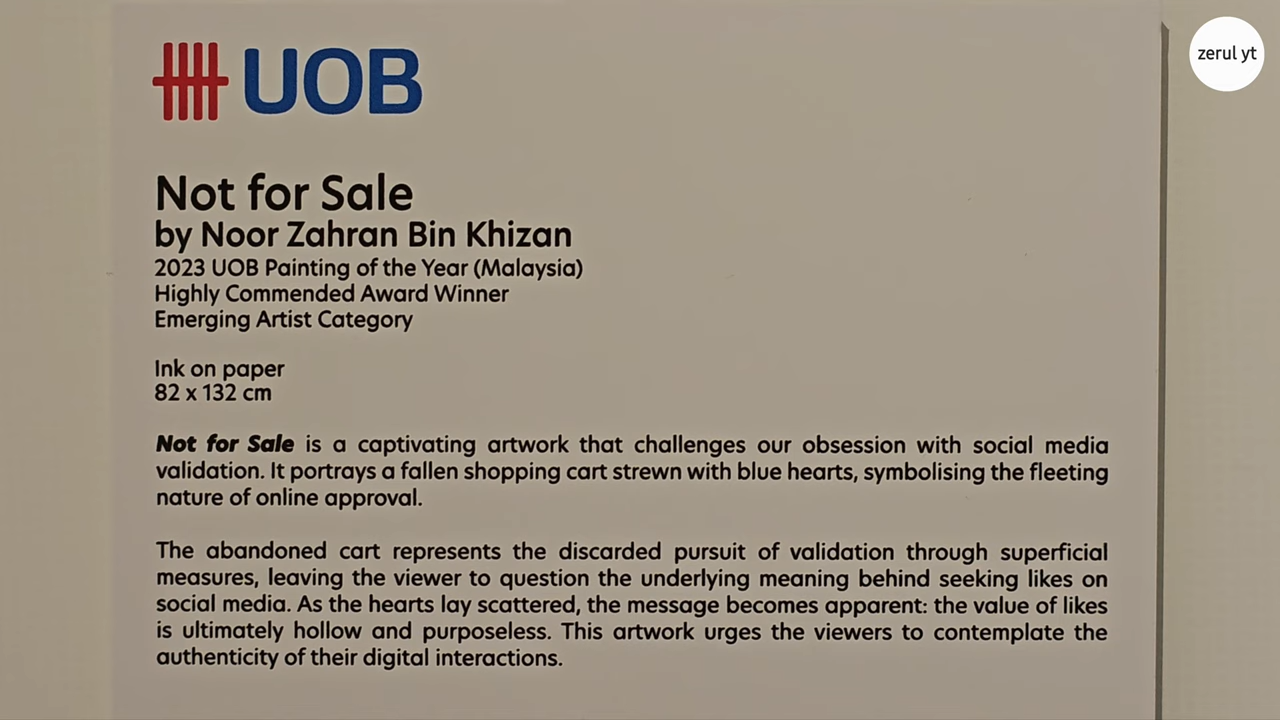 UOB
zerul yt
Not for Sale
by Noor Zahran Bin Khizan
2023 UOB Painting of the Year (Malaysia)
Highly Commended Award Winner
Emerging Artist Category
Ink on paper
82 x 132 cm
Not for Sale is a captivating artwork that challenges our obsession with social media
validation. It portrays a fallen shopping cart strewn with blue hearts, symbolising the fleeting
nature of online approval.
The abandoned cart represents the discarded pursuit of validation through superficial
measures, leaving the viewer to question the underlying meaning behind seeking likes on
social media. As the hearts lay scattered, the message becomes apparent: the value of likes
is ultimately hollow and purposeless. This artwork urges the viewers to contemplate the
authenticity of their digital interactions.